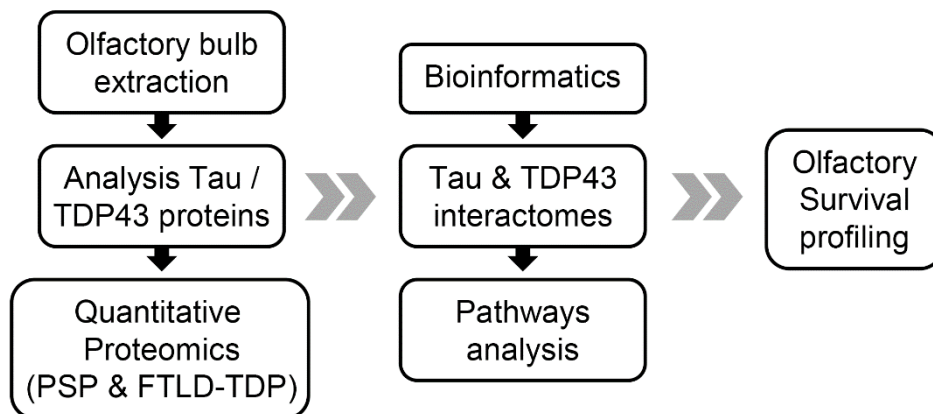 Olfactory bulb
extraction
Analysis Tau /
TDP43 proteins
Quantitative
Proteomics
(PSP & FTLD-TDP)
Bioinformatics
Tau & TDP43
interactomes
Pathways
analysis
Olfactory
Survival
profiling